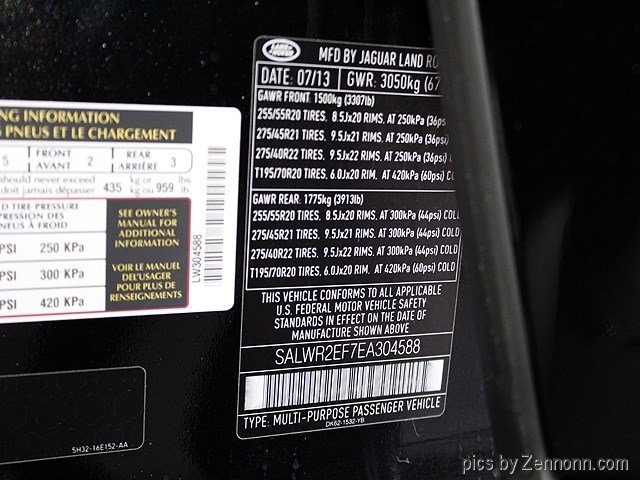 NG INFORMATION
PNEUS ET LE CHARGEMENT
5 FRONT AVANT 2 REAR ARRIÈRE 3
should never exceed
doit jamais dépasser 435 kg or kg ou 959 lbs
TIRE PRESSURE
PRESSION DES
NEUS À FROID
PSI 250 KPa
PSI 300 KPa
PSI 420 KPa
SEE OWNER'S
MANUAL FOR
ADDITIONAL
INFORMATION
VOIR LE MANUEL
DEL'USAGER
POUR PLUS DE
RENSEIGNEMENTS
LW304588
5H32-16E152-AA
LAND ROVER
MFD BY JAGUAR LAND RO
DATE: 07/13 GWR: 3050kg (67
GAWR FRONT. 1500kg (3307lb)
255/55R20 TIRES. 8.5Jx20 RIMS. AT 250kPa (36ps
275/45R21 TIRES. 9.5Jx21 RIMS. AT 250kPa (36psi)
275/40R22 TIRES. 9.5Jx22 RIMS. AT 250kPa (36psi) C
T195/70R20 TIRES. 6.0Jx20 RIM. AT 420kPa (60psi) C
GAWR REAR. 1775kg (3913lb)
255/55R20 TIRES. 8.5Jx20 RIMS. AT 300kPa (44psi) COL
275/45R21 TIRES. 9.5Jx21 RIMS. AT 300kPa (44psi) COLD
275/40R22 TIRES. 9.5Jx22 RIMS. AT 300kPa (44psi) COLD
T195/70R20 TIRES. 6.0Jx20 RIM. AT 420kPa (60psi) COLD
THIS VEHICLE CONFORMS TO ALL APPLICABLE
U.S. FEDERAL MOTOR VEHICLE SAFETY
STANDARDS IN EFFECT ON THE DATE OF
MANUFACTURE SHOWN ABOVE
SALWR2EF7EA304588
TYPE: MULTI-PURPOSE PASSENGER VEHICLE
DK62-1532-YB
pics by Zennonn.com